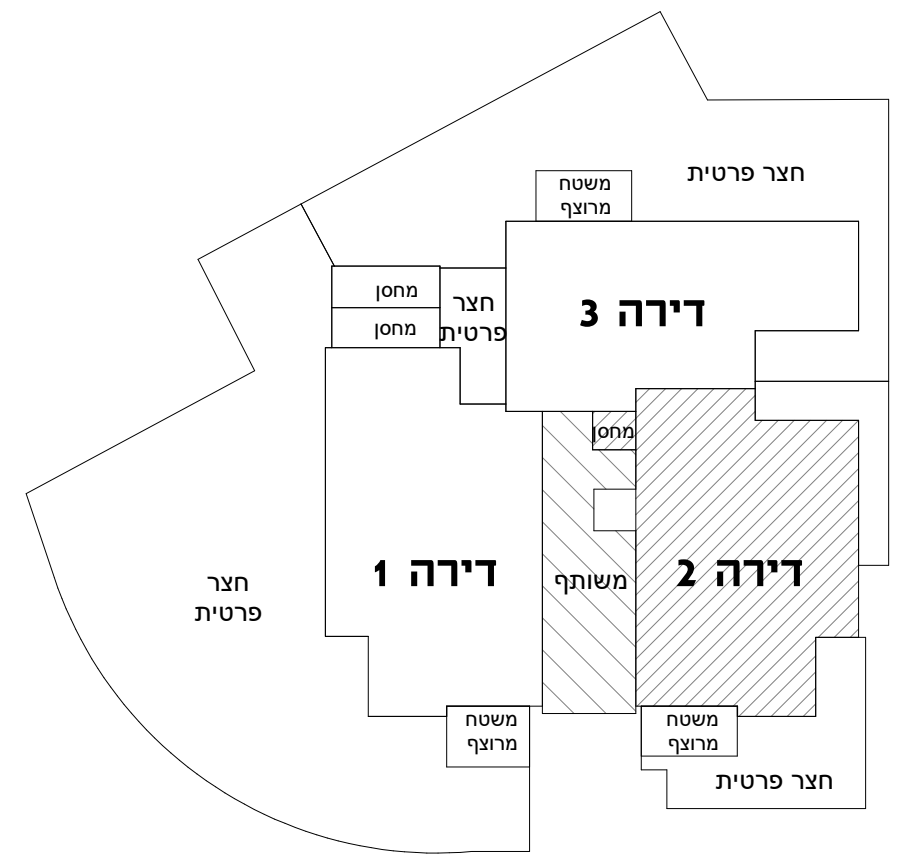 חצר פרטית
משטח
מרוצף
מחסן
מחסן
חצר
פרטית
דירה 3
מחסן
דירה 1
משותף
דירה 2
חצר
פרטית
משטח
מרוצף
משטח
מרוצף
חצר פרטית